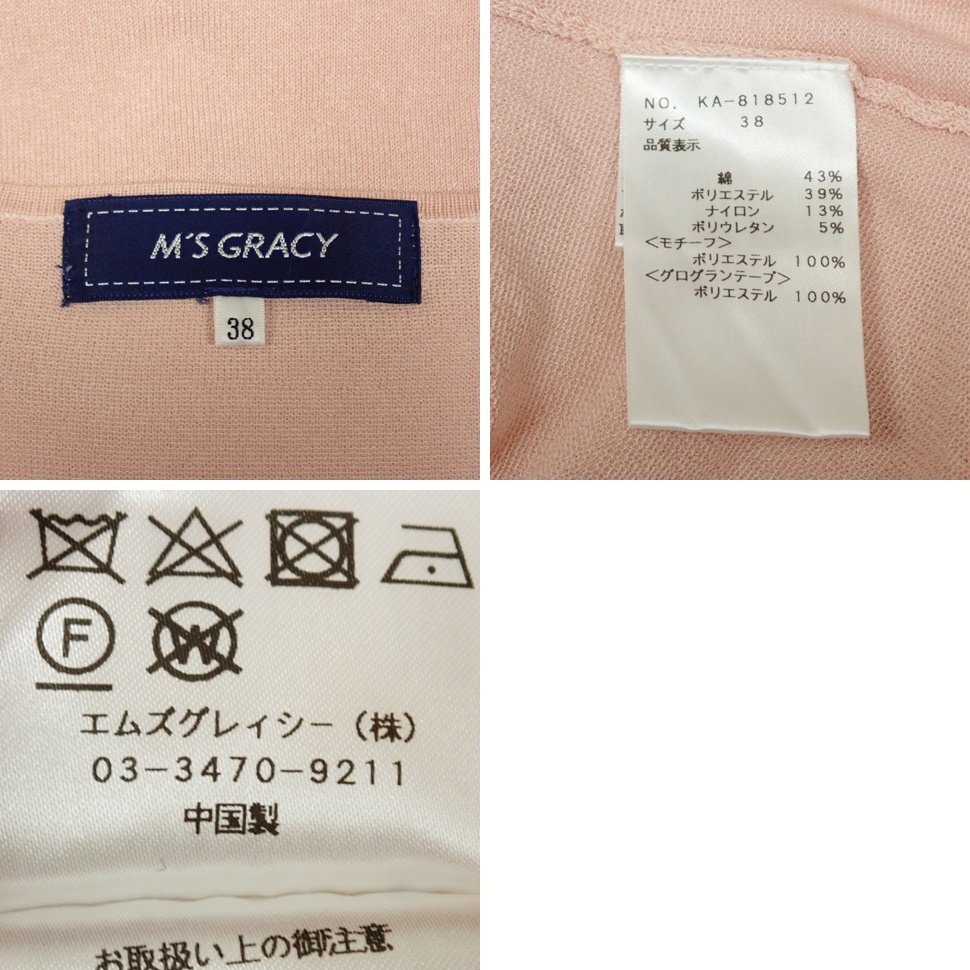 M'S GRACY
38
NO. KA-818512
サイズ 38
品質表示
綿 43%
ポリエステル 39%
ナイロン 13%
ポリウレタン 5%
<モチーフ>
ポリエステル 100%
<グログランテープ>
ポリエステル 100%
F W
エムズグレイシー(株)
03-3470-9211
中国製
お取扱い上の御注意